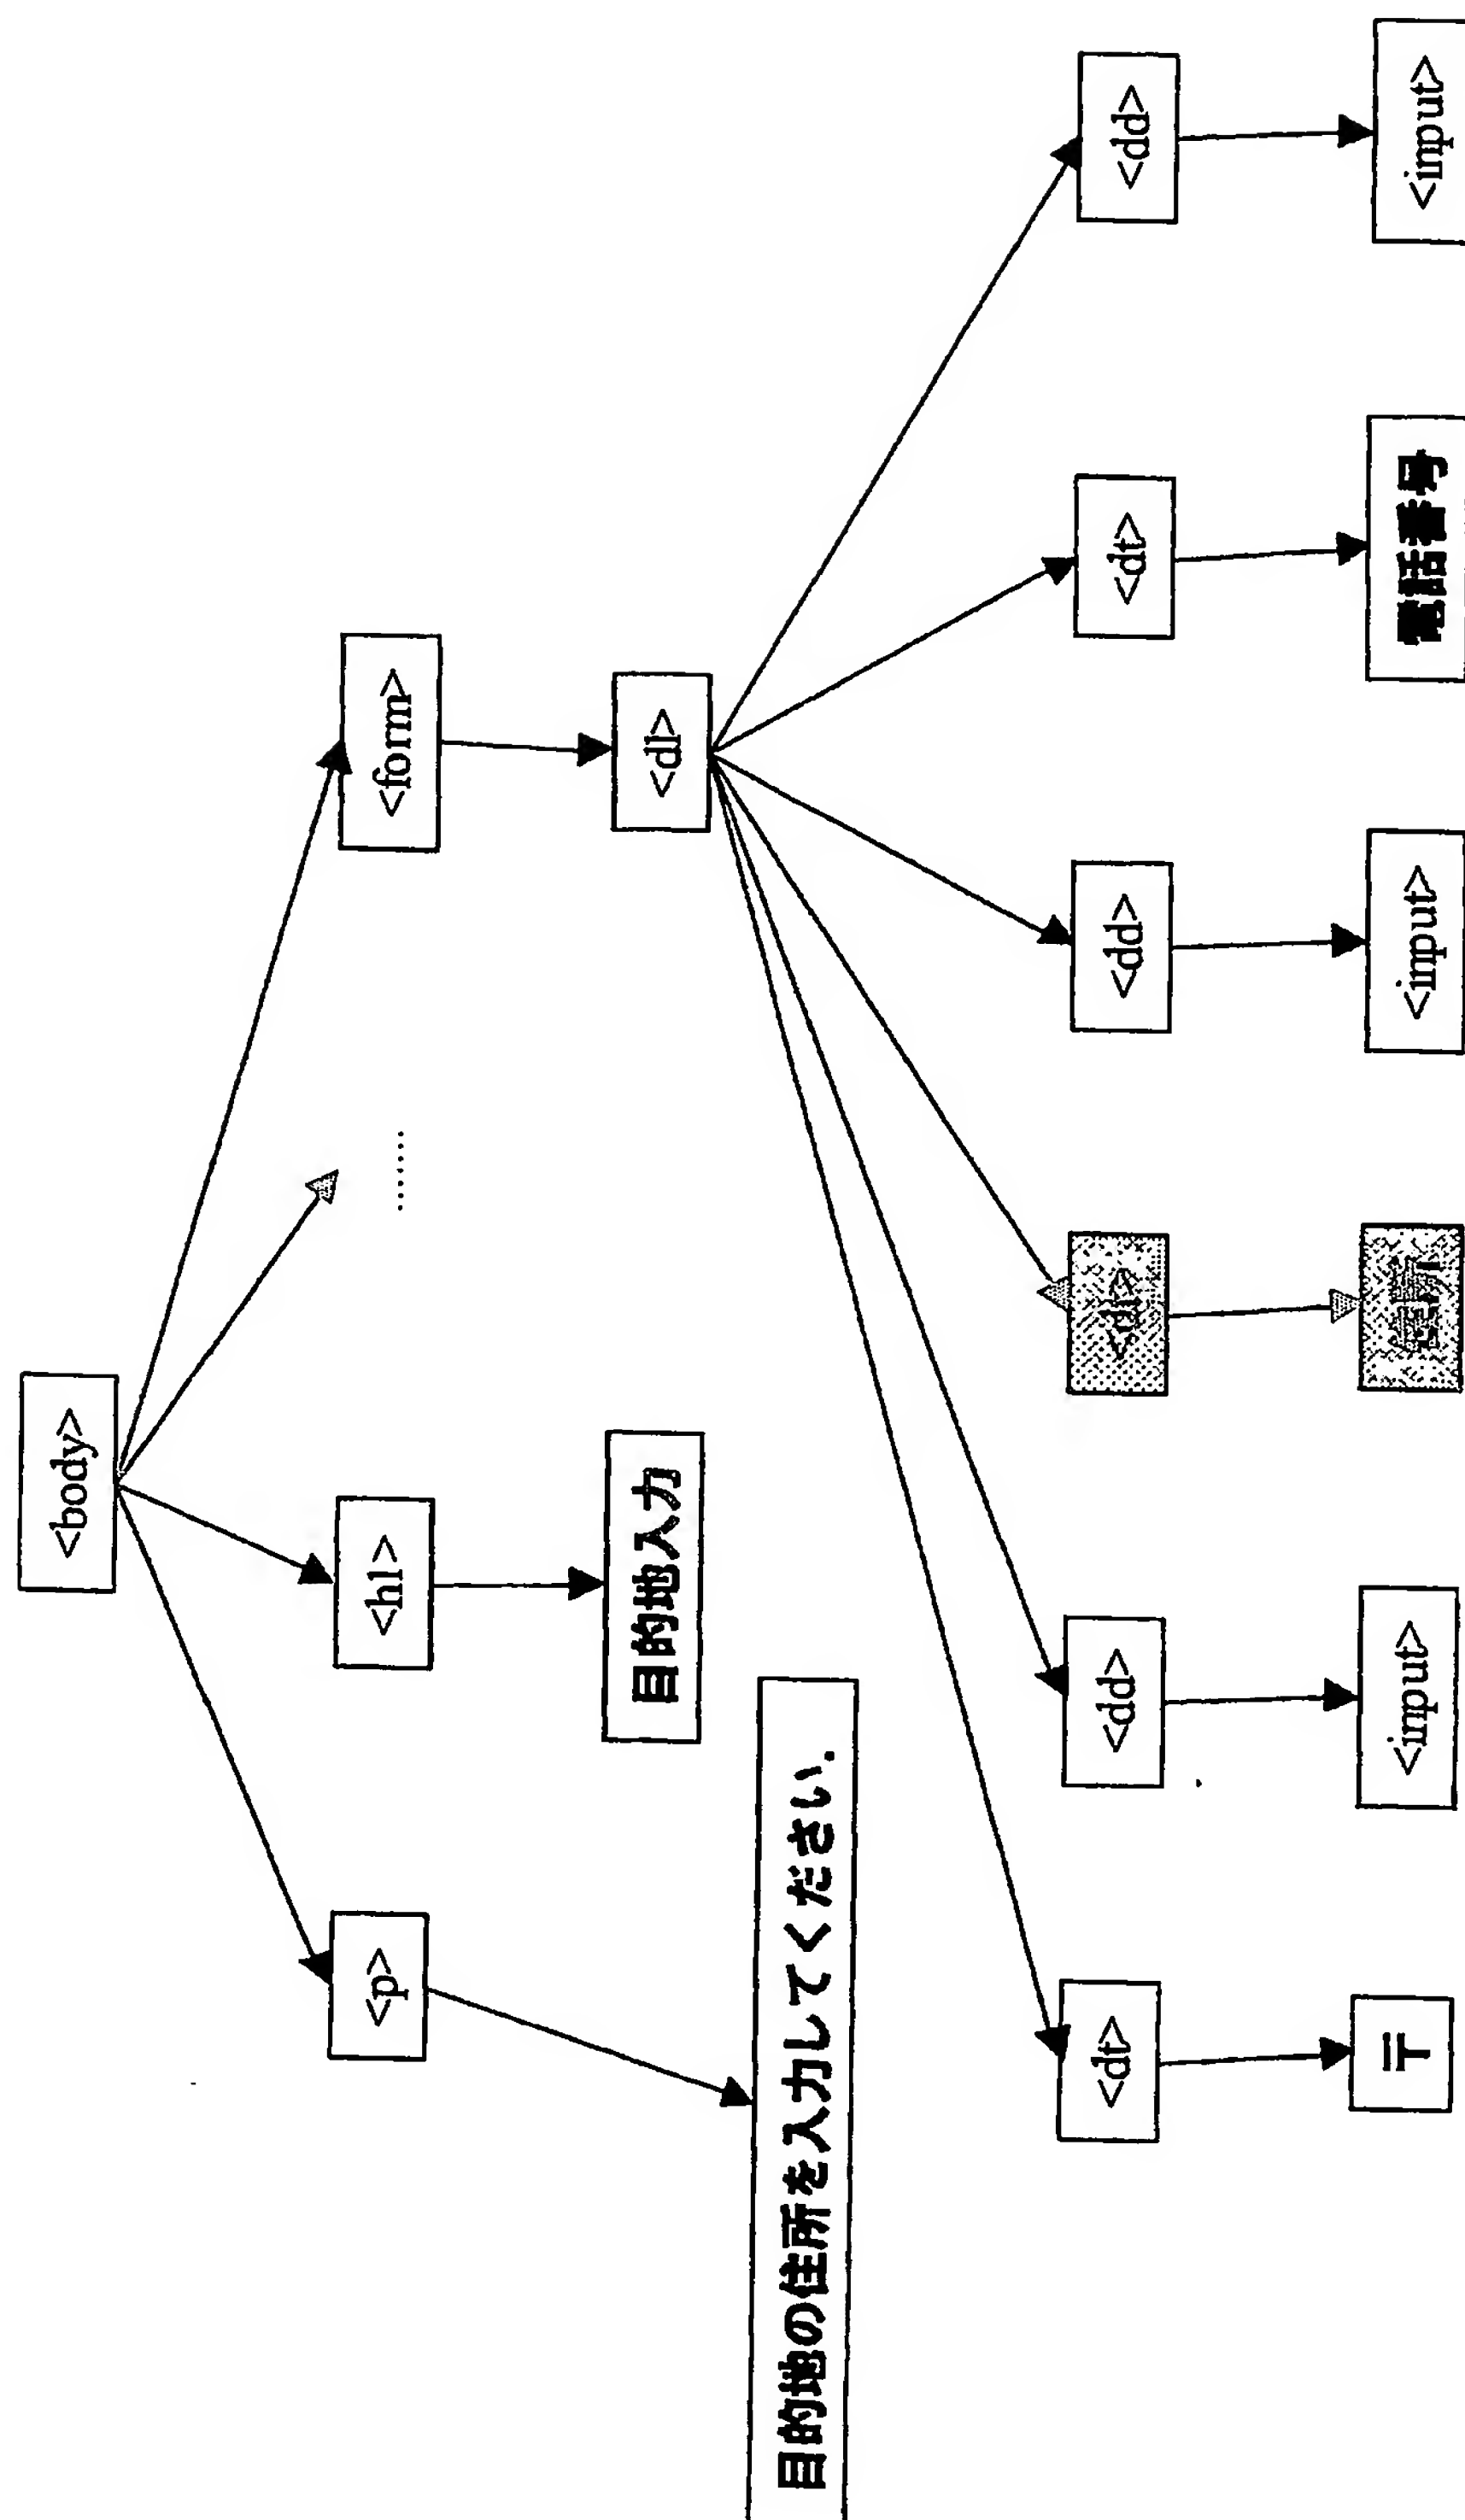 <body>
<p>
<h1>
.......
<form>
目的地入力
<dl>
目的地の住所を入力してください.
<dt>
<dd>
<dt>
<dd>
<dt>
<dd>
〒
<input>
<input>
電話番号
<input>